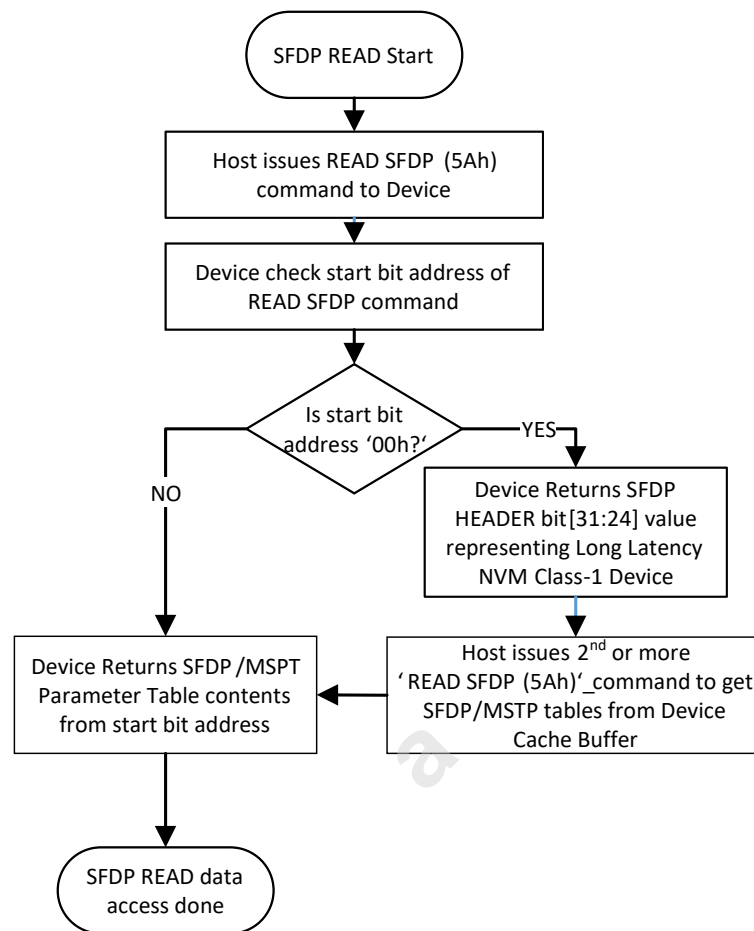 SFDP READ Start
Host issues READ SFDP (5Ah)
command to Device
Device check start bit address of
READ SFDP command
Is start bit
address ‘00h?‘
YES
NO
Device Returns SFDP
HEADER bit[31:24] value
representing Long Latency
NVM Class-1 Device
Device Returns SFDP /MSPT
Parameter Table contents
from start bit address
Host issues 2nd or more
‘READ SFDP (5Ah)‘_command to get
SFDP/MSTP tables from Device
Cache Buffer
a
SFDP READ data
access done